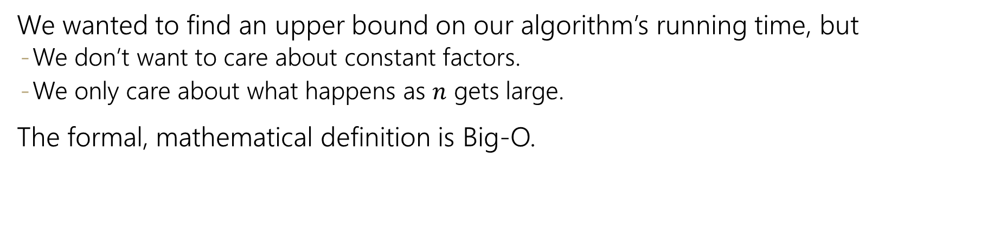 We wanted to find an upper bound on our algorithm’s running time, but
-We don’t want to care about constant factors.
-We only care about what happens as n gets large.
The formal, mathematical definition is Big-O.